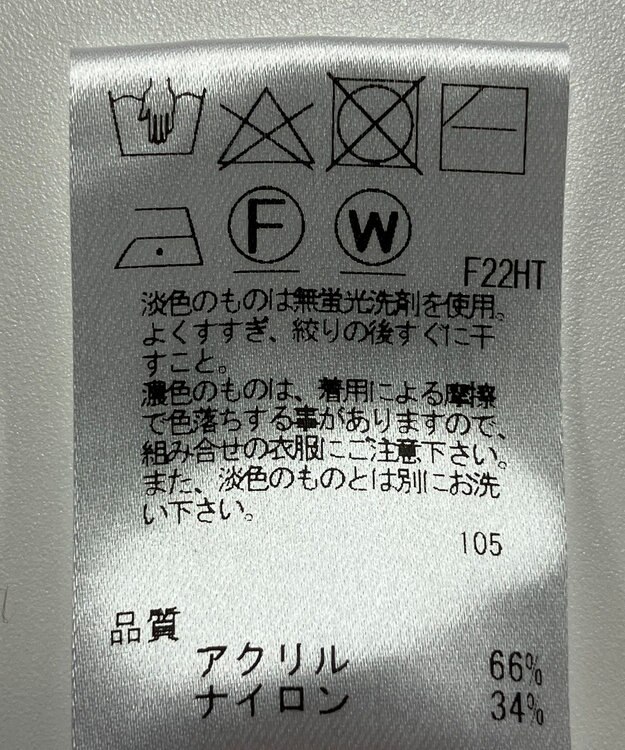 F W
F22HT
淡色のものは無蛍光洗剤を使用。
よくすすぎ、絞りの後すぐに干
すこと。
濃色のものは、着用による摩擦
で色落ちする事がありますので、
組み合せの衣服にご注意下さい。
また、淡色のものとは別にお洗
い下さい。
105
品質
アクリル 66%
ナイロン 34%